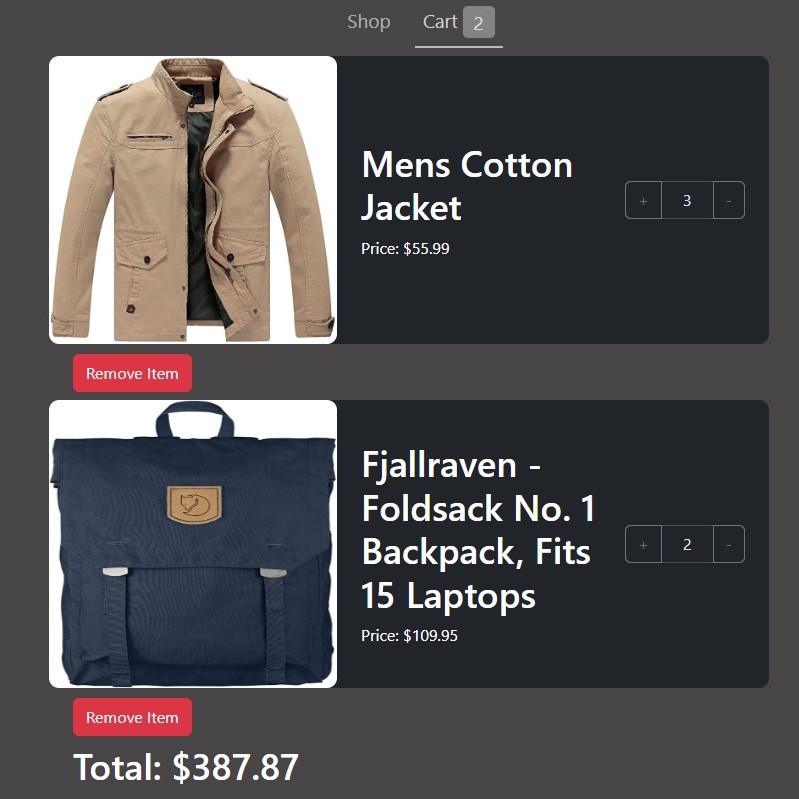 Shop
Cart 2
Mens Cotton
Jacket
Price: $55.99
+ 3 -
Remove Item
Fjallraven -
Foldsack No. 1
Backpack, Fits
15 Laptops
Price: $109.95
+ 2 -
Remove Item
Total: $387.87